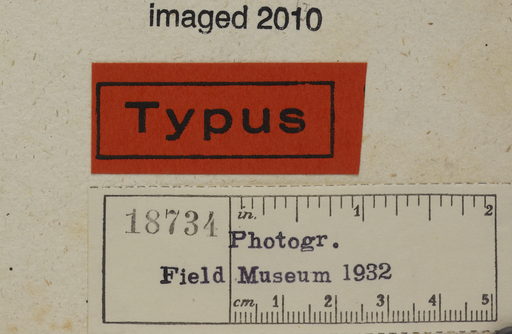 imaged 2010
Typus
18734 in. 1 2
Photogr.
Field Museum 1932
cm 1 2 3 4 5